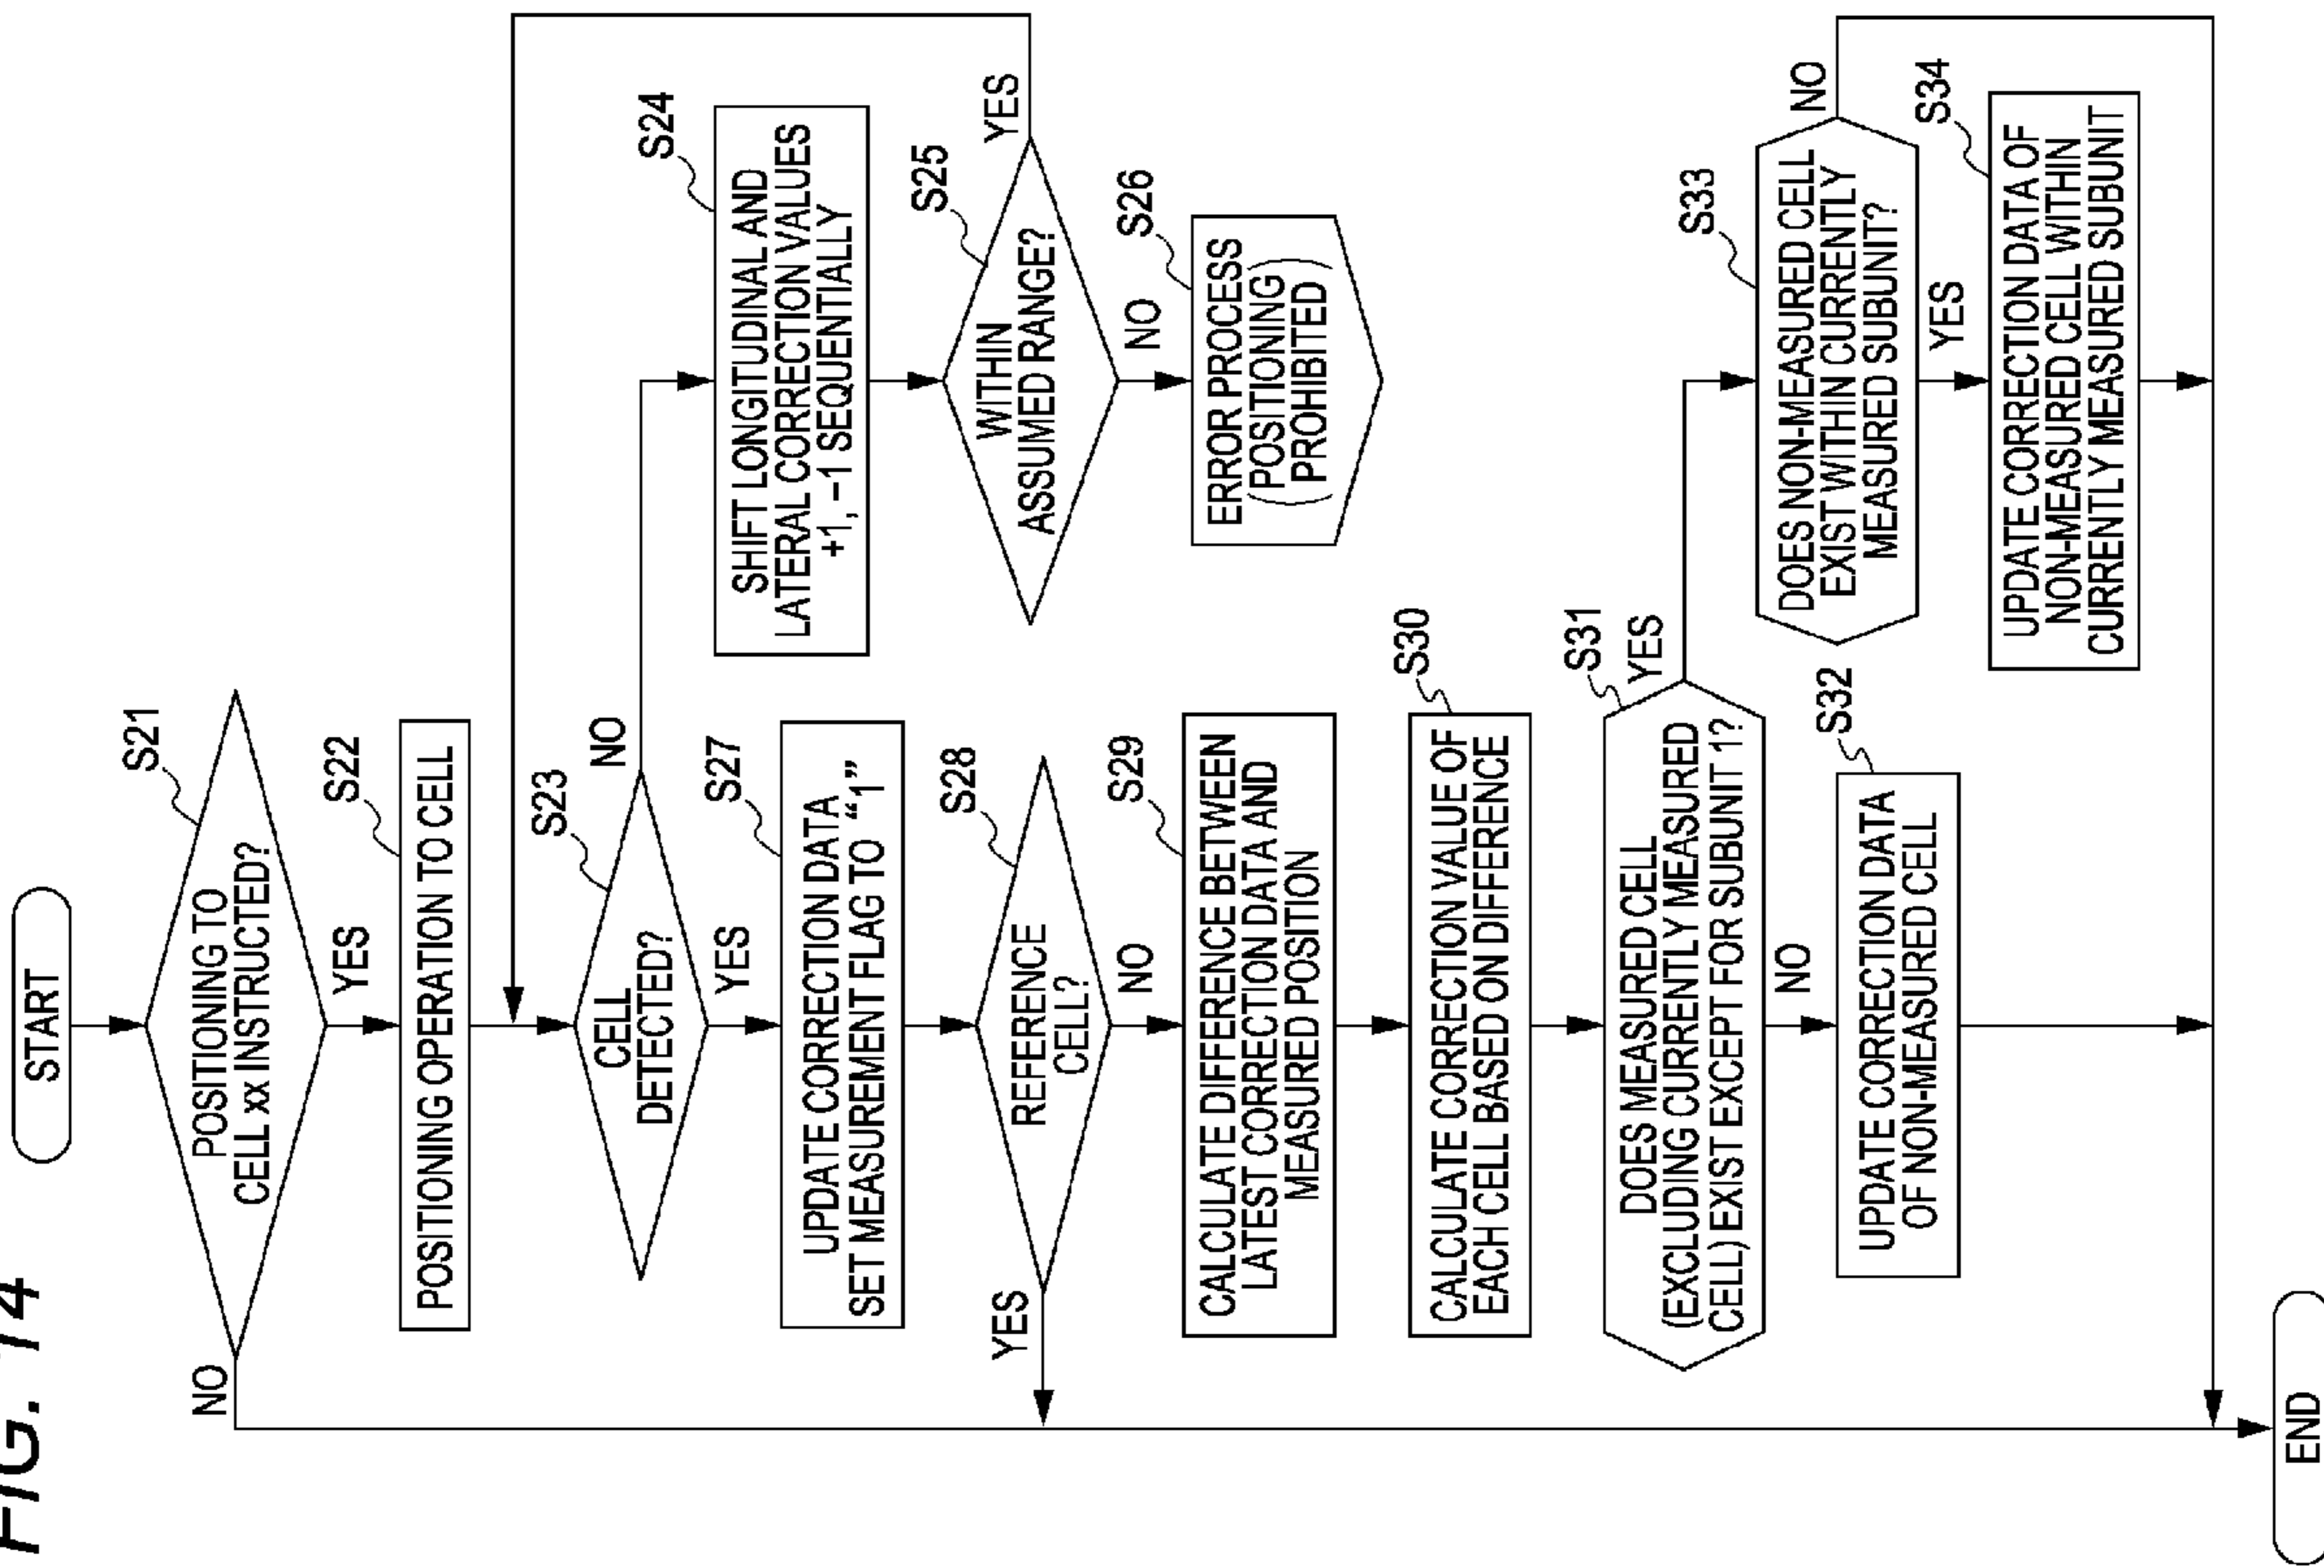 FIG. 14
START
S21
POSITIONING TO
CELL xx INSTRUCTED?
NO
YES
S22
POSITIONING OPERATION TO CELL
S23
CELL
DETECTED?
NO
YES
S24
SHIFT LONGITUDINAL AND
LATERAL CORRECTION VALUES
+1, −1 SEQUENTIALLY
S25
WITHIN
ASSUMED RANGE?
YES
NO
S26
ERROR PROCESS
(POSITIONING
PROHIBITED)
S27
UPDATE CORRECTION DATA
SET MEASUREMENT FLAG TO “1”
S28
REFERENCE
CELL?
YES
NO
S29
CALCULATE DIFFERENCE BETWEEN
LATEST CORRECTION DATA AND
MEASURED POSITION
S30
CALCULATE CORRECTION VALUE OF
EACH CELL BASED ON DIFFERENCE
S31
DOES MEASURED CELL
(EXCLUDING CURRENTLY MEASURED
CELL) EXIST EXCEPT FOR SUBUNIT 1?
YES
NO
S32
UPDATE CORRECTION DATA
OF NON-MEASURED CELL
S33
DOES NON-MEASURED CELL
EXIST WITHIN CURRENTLY
MEASURED SUBUNIT?
NO
YES
S34
UPDATE CORRECTION DATA OF
NON-MEASURED CELL WITHIN
CURRENTLY MEASURED SUBUNIT
END